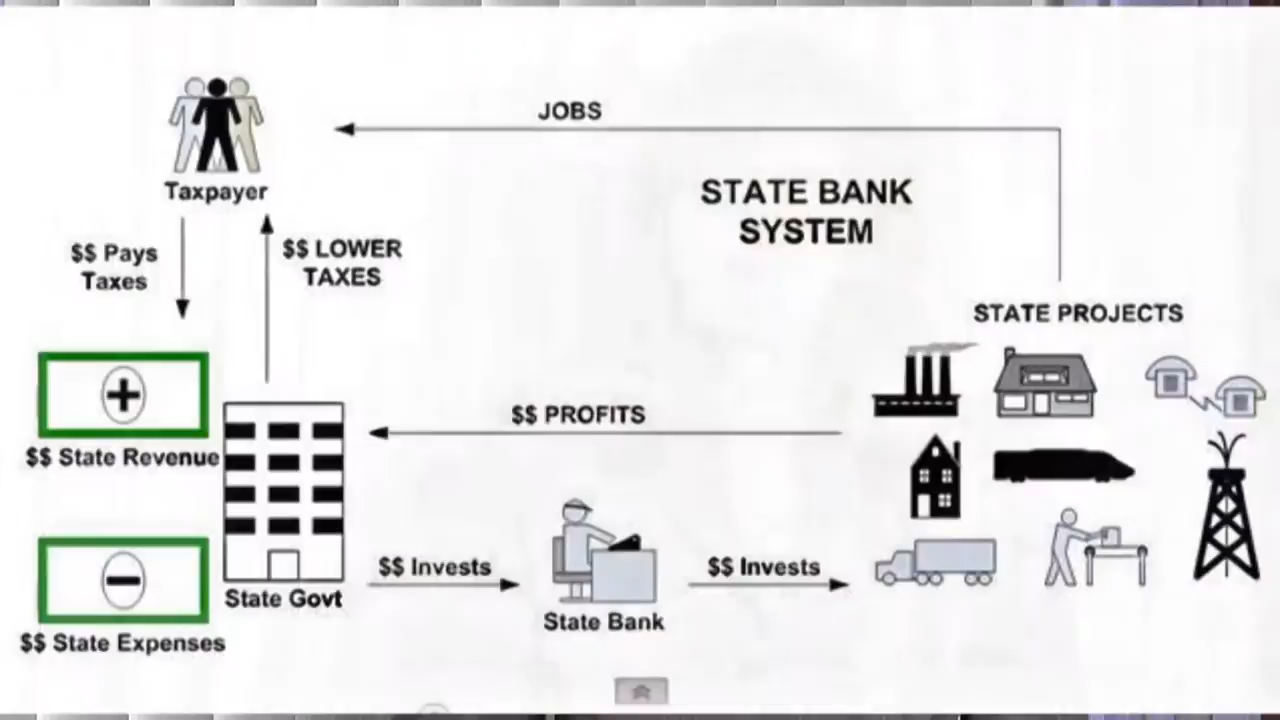 JOBS
STATE BANK
SYSTEM
Taxpayer
$$ Pays
Taxes
$$ LOWER
TAXES
STATE PROJECTS
$$ PROFITS
$$ State Revenue
$$ Invests
$$ Invests
State Govt
State Bank
$$ State Expenses